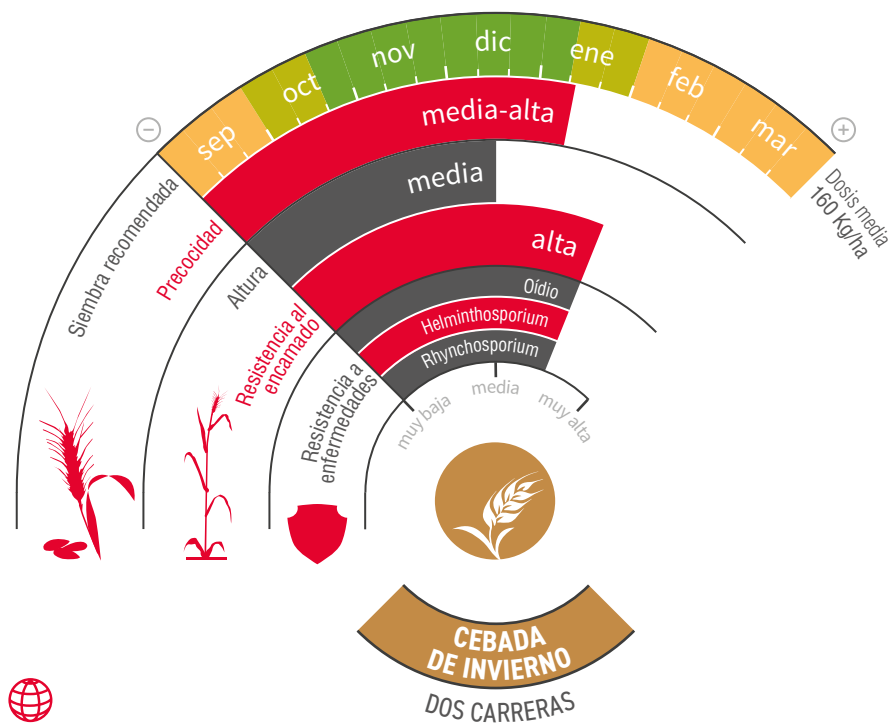 sep
oct
nov
dic
ene
feb
mar
media-alta
media
alta
Oídio
Helminthosporium
Rhynchosporium
Siembra recomendada
Precocidad
Altura
Resistencia al
encamado
Resistencia a
enfermedades
muy baja
media
muy alta
Dosis media
160 Kg/ha
CEBADA
DE INVIERNO
DOS CARRERAS